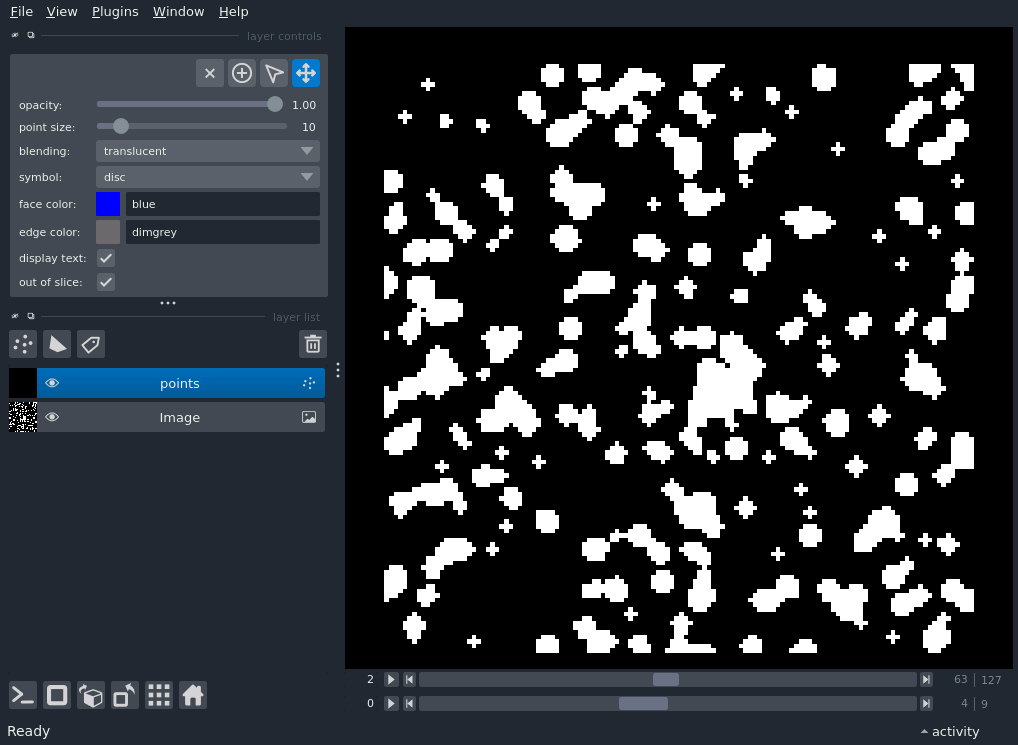 File View Plugins Window Help
layer controls
opacity: 1.00
point size: 10
blending: translucent
symbol: disc
face color: blue
edge color: dimgrey
display text:
out of slice:
layer list
points
Image
2 63 127
0 4 9
Ready activity